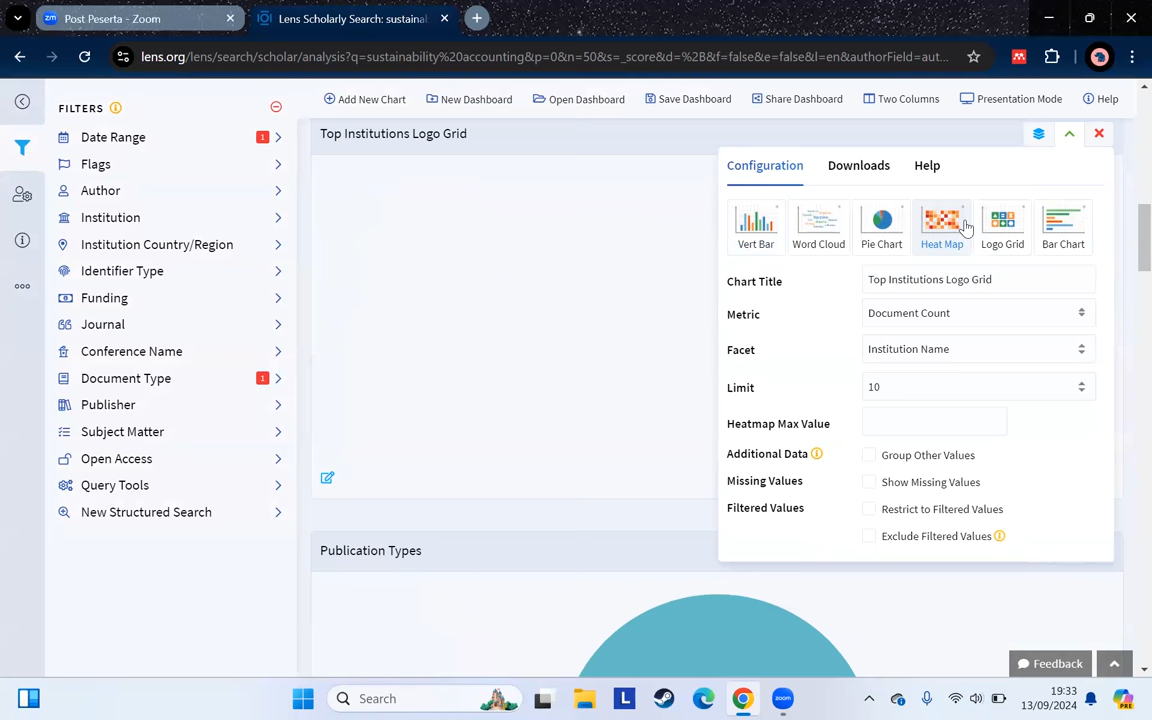 Post Peserta - Zoom
Lens Scholarly Search: sustaina
lens.org/lens/search/scholar/analysis?q=sustainability%20accounting&p=0&n=50&s=_score&d=%2B&f=false&e=false&l=en&authorField=aut...
FILTERS
Date Range 1
Flags
Author
Institution
Institution Country/Region
Identifier Type
Funding
Journal
Conference Name
Document Type 1
Publisher
Subject Matter
Open Access
Query Tools
New Structured Search
Add New Chart New Dashboard Open Dashboard Save Dashboard Share Dashboard Two Columns Presentation Mode Help
Top Institutions Logo Grid
Configuration Downloads Help
Vert Bar Word Cloud Pie Chart Heat Map Logo Grid Bar Chart
Chart Title Top Institutions Logo Grid
Metric Document Count
Facet Institution Name
Limit 10
Heatmap Max Value
Additional Data Group Other Values
Missing Values Show Missing Values
Filtered Values Restrict to Filtered Values
Exclude Filtered Values
Publication Types
Feedback
Search
L
zoom
19:33
13/09/2024
PRE